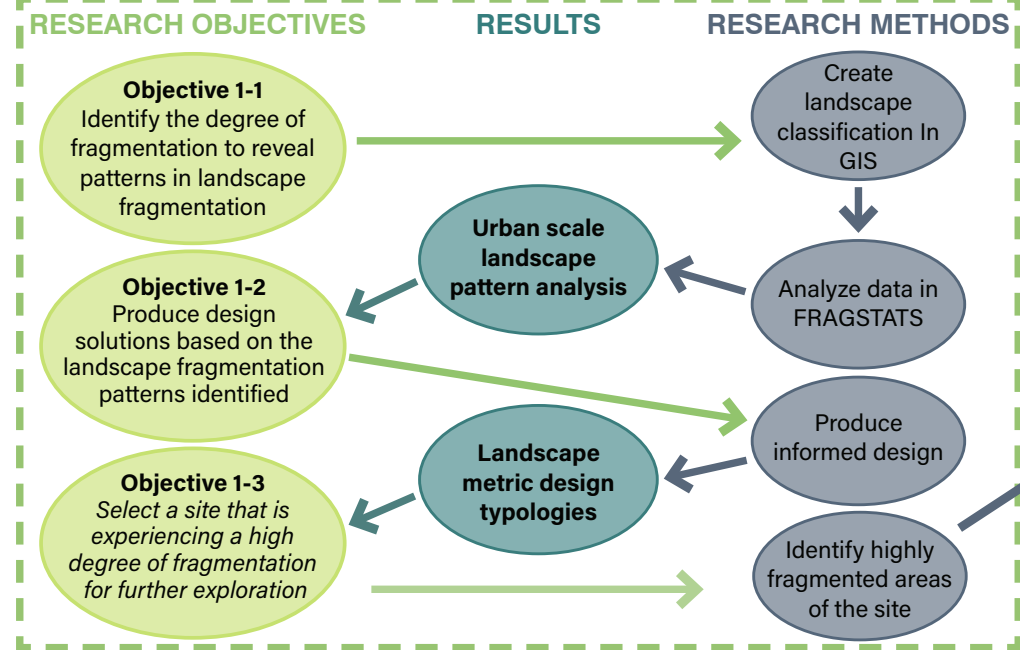 RESEARCH OBJECTIVES
RESULTS
RESEARCH METHODS
Objective 1-1
Identify the degree of
fragmentation to reveal
patterns in landscape
fragmentation
Create
landscape
classification In
GIS
Urban scale
landscape
pattern analysis
Analyze data in
FRAGSTATS
Objective 1-2
Produce design
solutions based on the
landscape fragmentation
patterns identified
Produce
informed design
Landscape
metric design
typologies
Objective 1-3
Select a site that is
experiencing a high
degree of fragmentation
for further exploration
Identify highly
fragmented areas
of the site